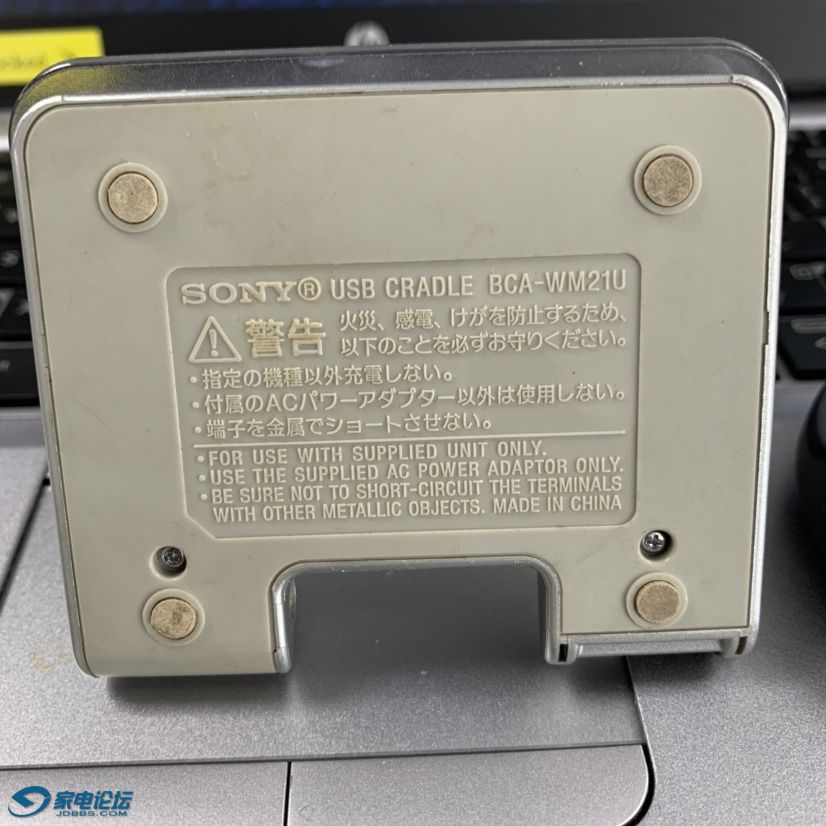 SONY® USB CRADLE BCA-WM21U
警告
火災、感電、けがを防止するため、
以下のことを必ずお守りください。
・指定の機種以外充電しない。
・付属のACパワーアダプター以外は使用しない。
・端子を金属でショートさせない。
・FOR USE WITH SUPPLIED UNIT ONLY.
・USE THE SUPPLIED AC POWER ADAPTOR ONLY.
・BE SURE NOT TO SHORT-CIRCUIT THE TERMINALS
WITH OTHER METALLIC OBJECTS. MADE IN CHINA
家电论坛
JDBBS.COM